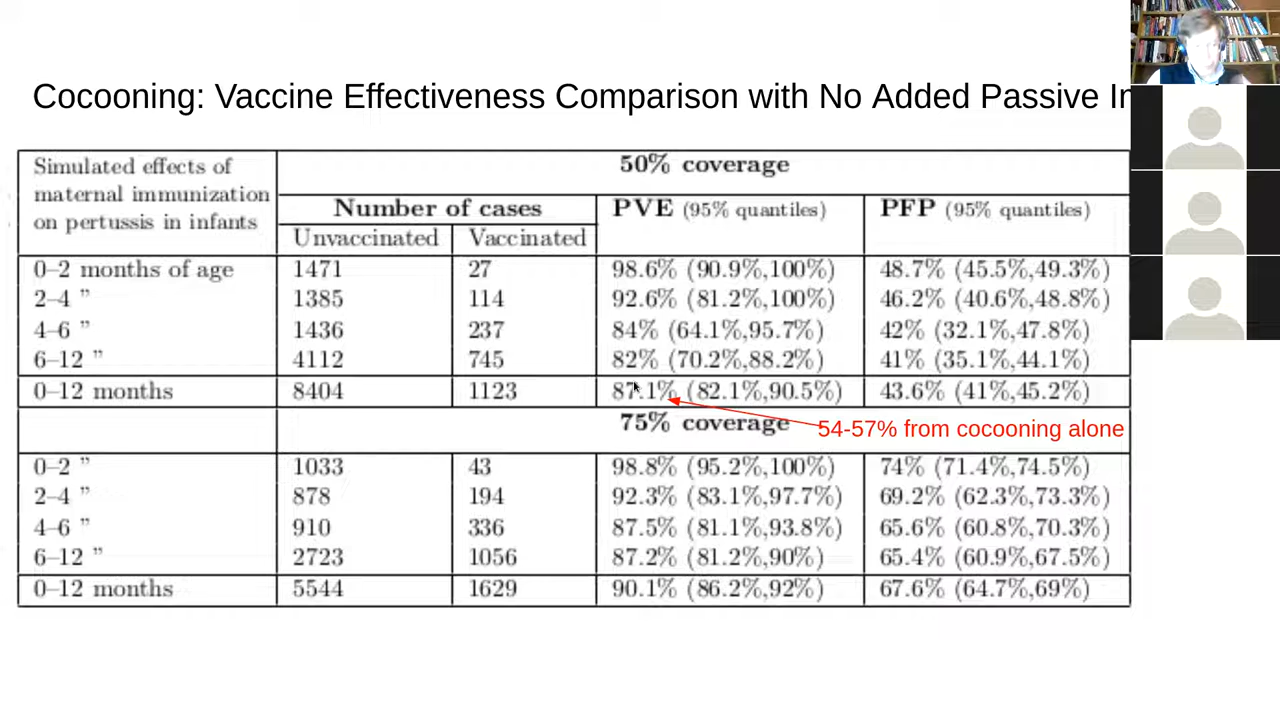 Cocooning: Vaccine Effectiveness Comparison with No Added Passive
Simulated effects of maternal immunization on pertussis in infants
50% coverage
Number of cases
PVE (95% quantiles)
PFP (95% quantiles)
Unvaccinated Vaccinated
0–2 months of age 1471 27 98.6% (90.9%,100%) 48.7% (45.5%,49.3%)
2–4 ” 1385 114 92.6% (81.2%,100%) 46.2% (40.6%,48.8%)
4–6 ” 1436 237 84% (64.1%,95.7%) 42% (32.1%,47.8%)
6–12 ” 4112 745 82% (70.2%,88.2%) 41% (35.1%,44.1%)
0–12 months 8404 1123 87.1% (82.1%,90.5%) 43.6% (41%,45.2%)
75% coverage
54-57% from cocooning alone
0–2 ” 1033 43 98.8% (95.2%,100%) 74% (71.4%,74.5%)
2–4 ” 878 194 92.3% (83.1%,97.7%) 69.2% (62.3%,73.3%)
4–6 ” 910 336 87.5% (81.1%,93.8%) 65.6% (60.8%,70.3%)
6–12 ” 2723 1056 87.2% (81.2%,90%) 65.4% (60.9%,67.5%)
0–12 months 5544 1629 90.1% (86.2%,92%) 67.6% (64.7%,69%)